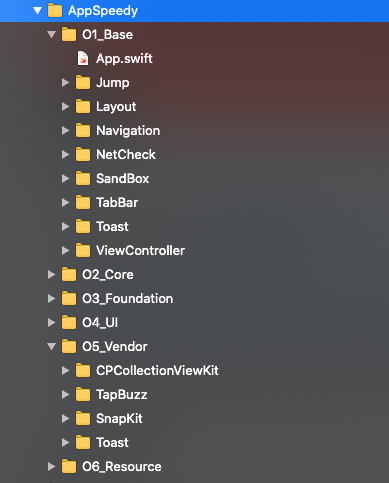 AppSpeedy
O1_Base
App.swift
Jump
Layout
Navigation
NetCheck
SandBox
TabBar
Toast
ViewController
O2_Core
O3_Foundation
O4_UI
O5_Vendor
CPCollectionViewKit
TapBuzz
SnapKit
Toast
O6_Resource